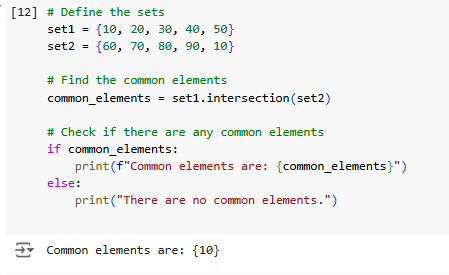 [12] # Define the sets
set1 = {10, 20, 30, 40, 50}
set2 = {60, 70, 80, 90, 10}
# Find the common elements
common_elements = set1.intersection(set2)
# Check if there are any common elements
if common_elements:
    print(f"Common elements are: {common_elements}")
else:
    print("There are no common elements.")
Common elements are: {10}